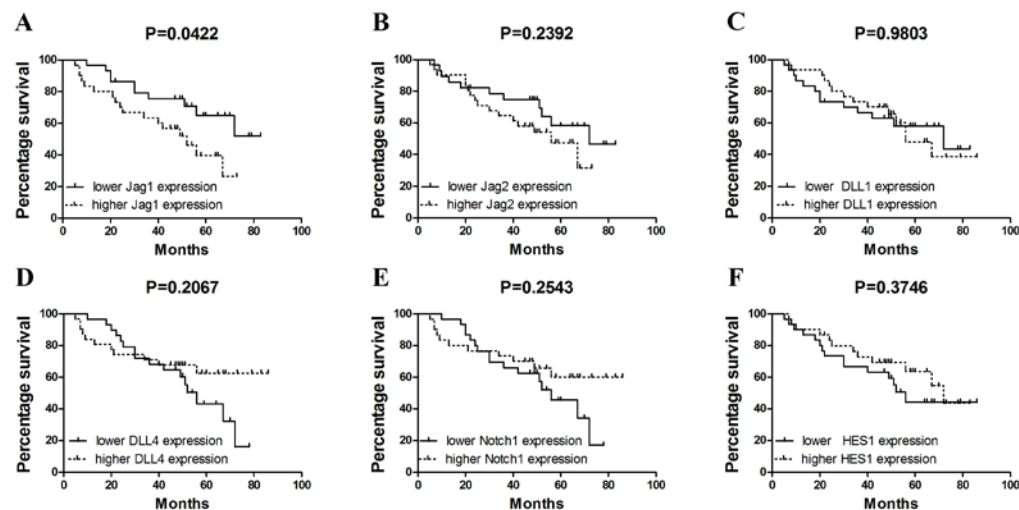 A
P=0.0422
Percentage survival
100
80
60
40
20
0
lower Jag1 expression
higher Jag1 expression
0 20 40 60 80 100
Months
B
P=0.2392
Percentage survival
100
80
60
40
20
0
lower Jag2 expression
higher Jag2 expression
0 20 40 60 80 100
Months
C
P=0.9803
Percentage survival
100
80
60
40
20
0
lower DLL1 expression
higher DLL1 expression
0 20 40 60 80 100
Months
D
P=0.2067
Percentage survival
100
80
60
40
20
0
lower DLL4 expression
higher DLL4 expression
0 20 40 60 80 100
Months
E
P=0.2543
Percentage survival
100
80
60
40
20
0
lower Notch1 expression
higher Notch1 expression
0 20 40 60 80 100
Months
F
P=0.3746
Percentage survival
100
80
60
40
20
0
lower HES1 expression
higher HES1 expression
0 20 40 60 80 100
Months